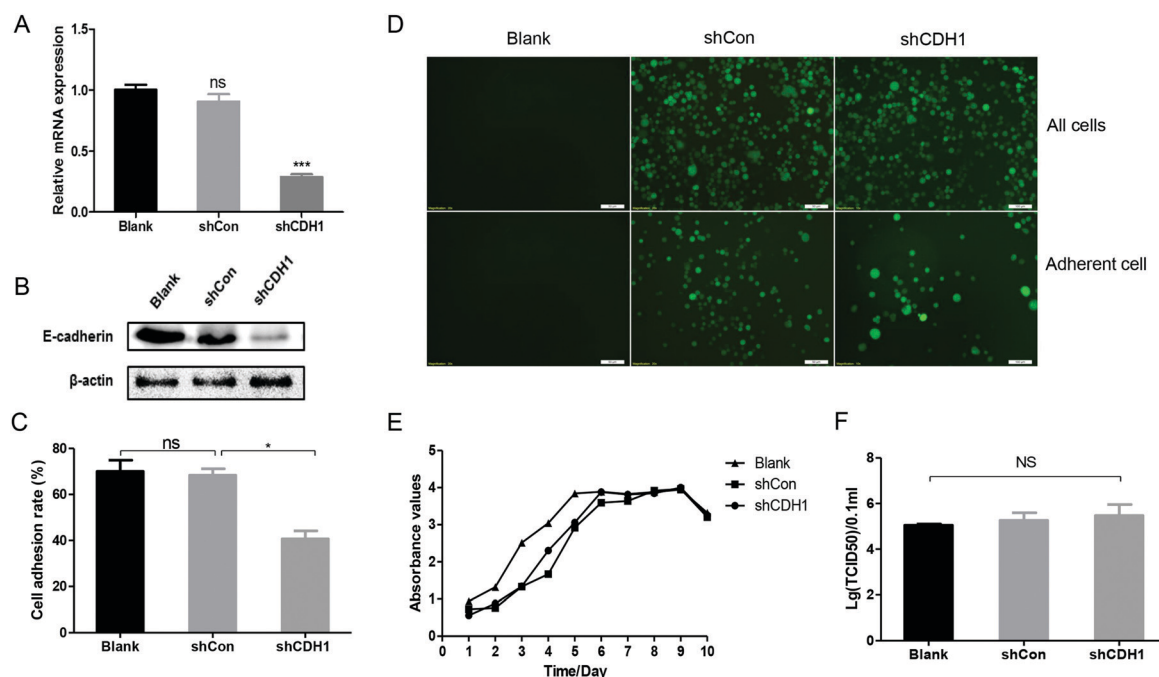 A
Relative mRNA expression
1.5
1.0
0.5
0.0
ns
***
Blank
shCon
shCDH1
B
Blank
shCon
shCDH1
E-cadherin
β-actin
C
Cell adhesion rate (%)
80
60
40
20
0
ns
*
Blank
shCon
shCDH1
D
Blank
shCon
shCDH1
All cells
Adherent cell
E
Absorbance values
5
4
3
2
1
0
0 1 2 3 4 5 6 7 8 9 10
Time/Day
Blank
shCon
shCDH1
F
Lg(TCID50)/0.1ml
8
6
4
2
0
NS
Blank
shCon
shCDH1